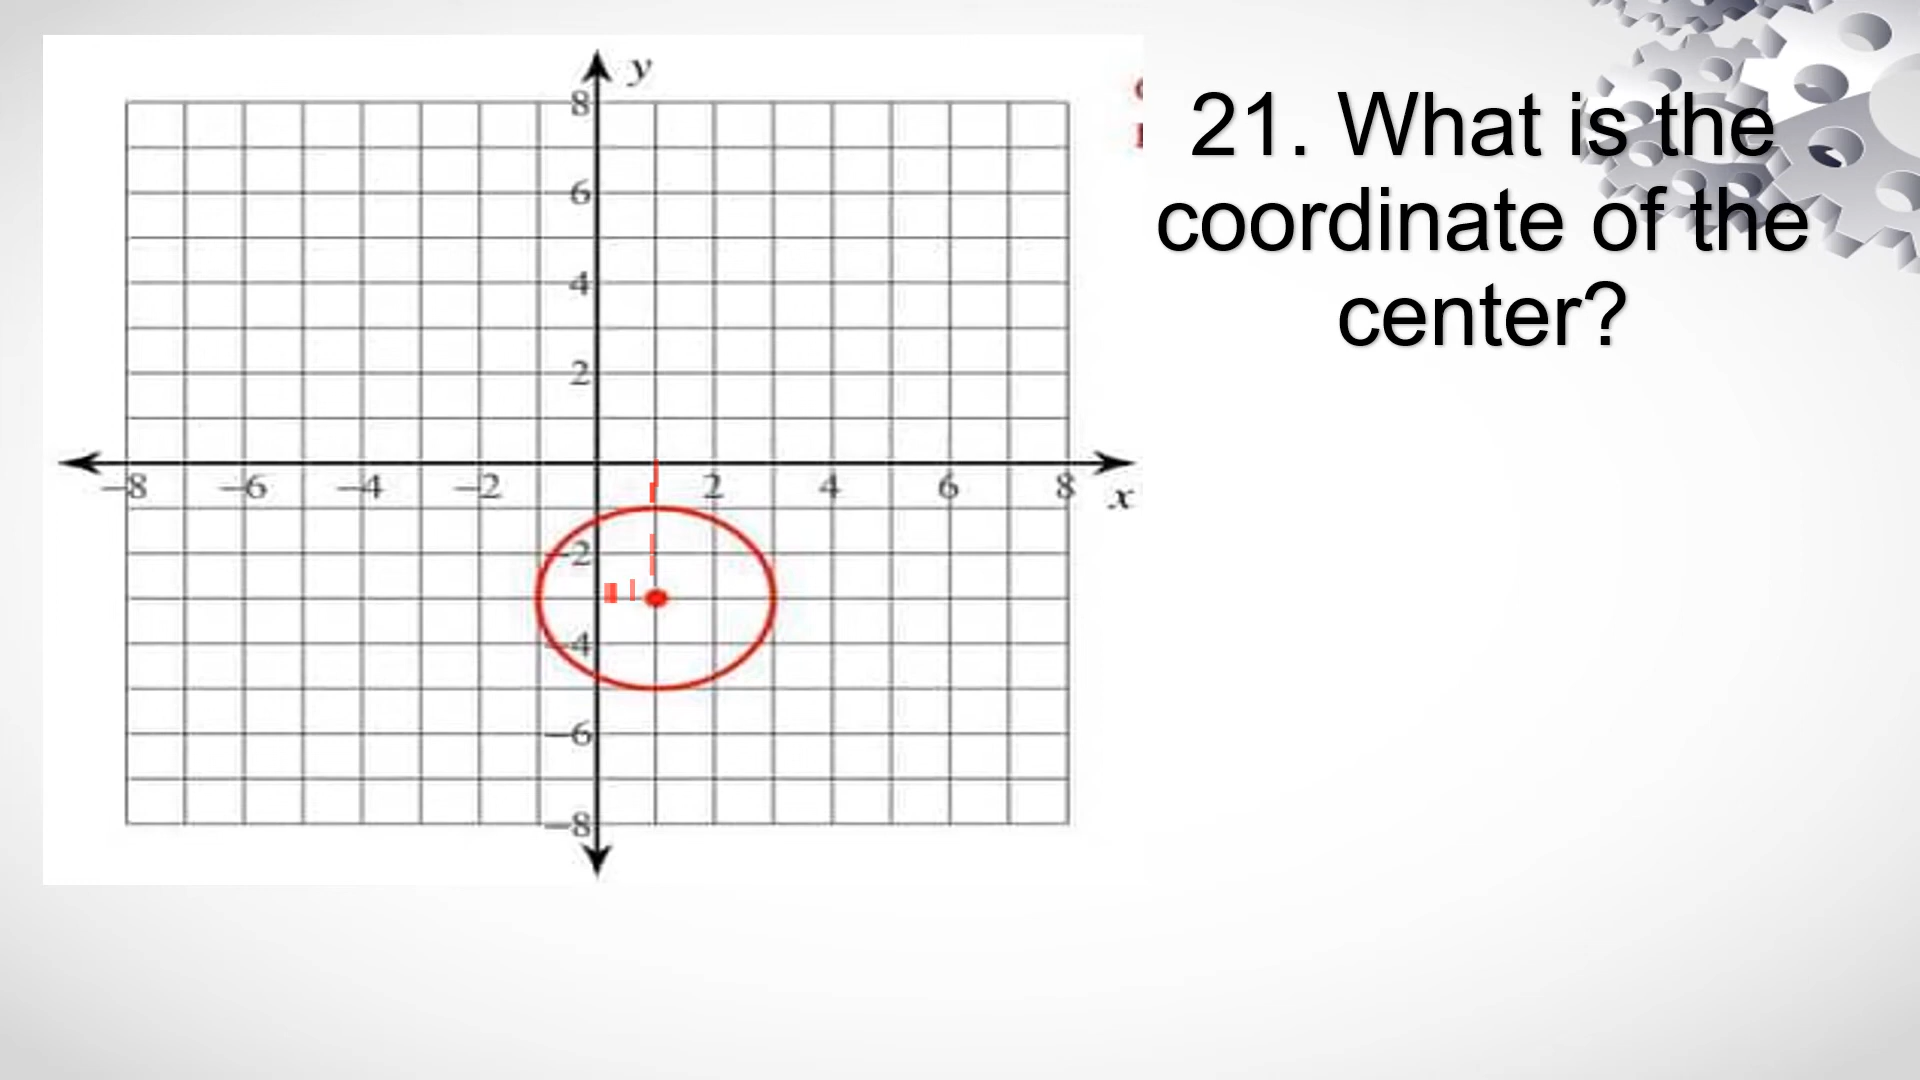 y
8
6
4
2
–8 –6 –4 –2 2 4 6 8 x
–2
–4
–6
–8
21. What is the
coordinate of the
center?